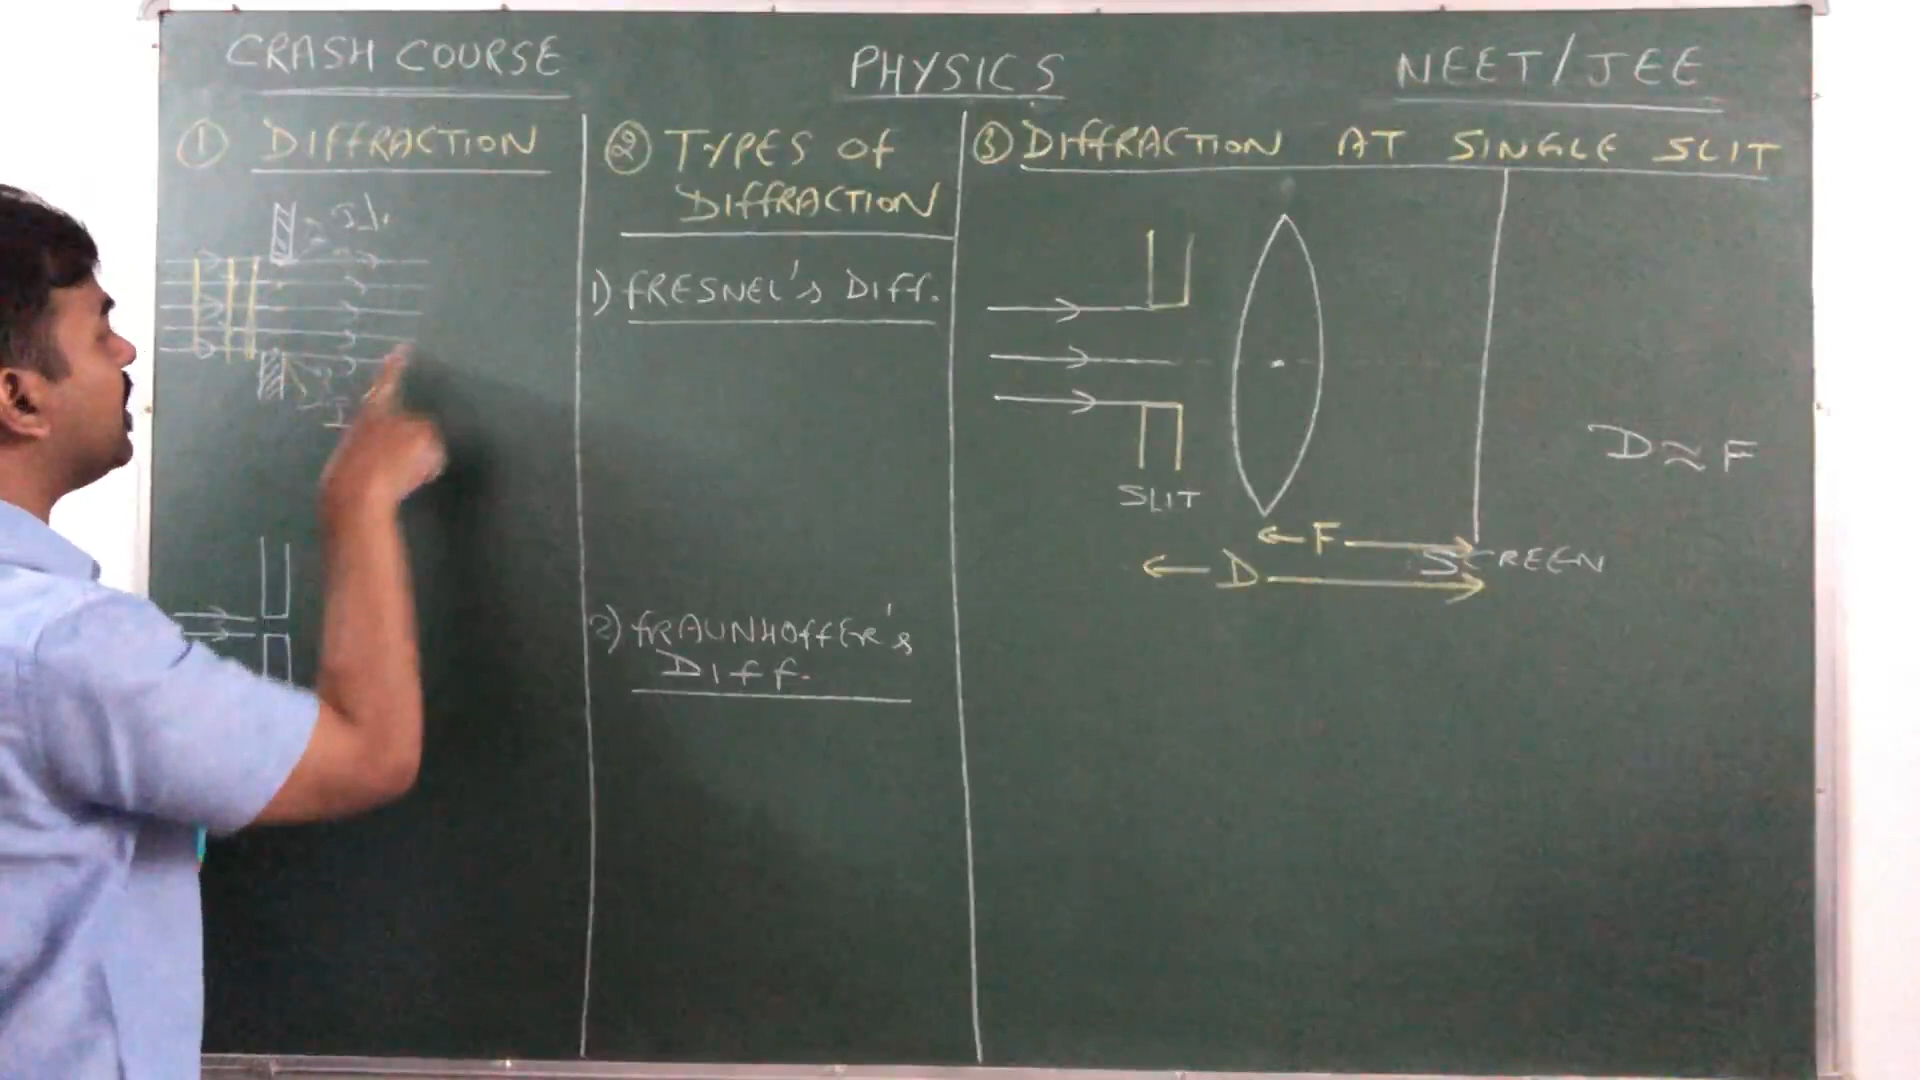 CRASH COURSE
PHYSICS
NEET/JEE
① DIFFRACTION
② TYPES OF
DIFFRACTION
1) FRESNEL's DIFF.
2) FRAUNHOFFER's
DIFF.
③ DIFFRACTION AT SINGLE SLIT
SLIT
F
SCREEN
D
D ≈ F